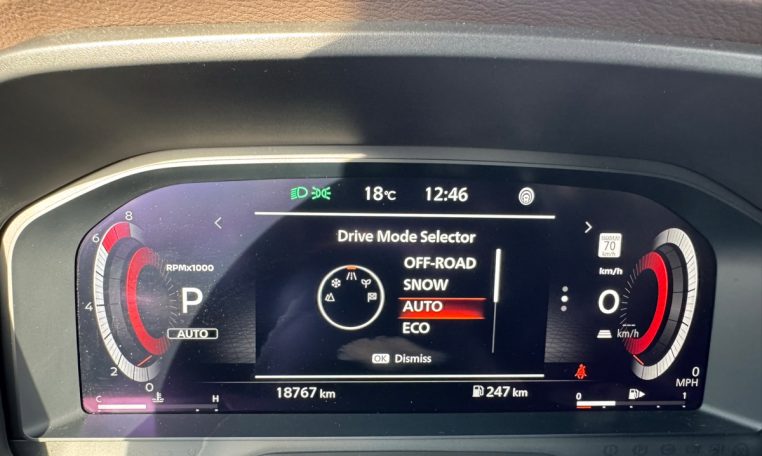 18°C 12:46
Drive Mode Selector
OFF-ROAD
SNOW
AUTO
ECO
OK Dismiss
8
6
4
2
0
RPMx1000
P
AUTO
70
km/h
km/h
0
--- km/h
0
MPH
C H
18767 km
247 km
0 1